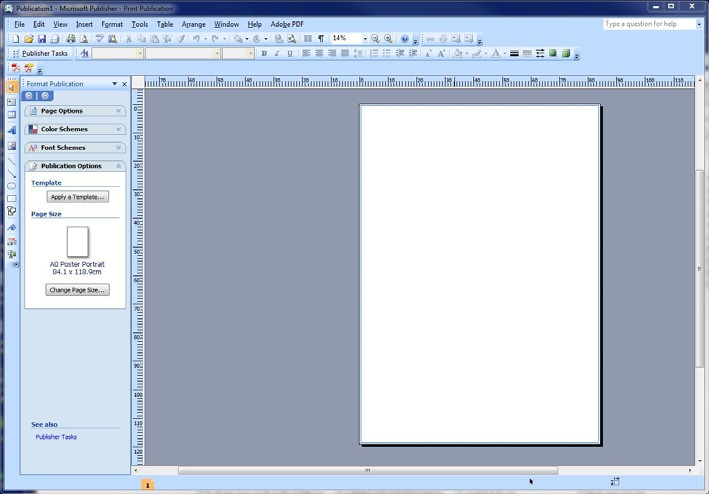 Publication1 - Microsoft Publisher - Print Publication
File Edit View Insert Format Tools Table Arrange Window Help Adobe PDF
Type a question for help
14%
Publisher Tasks
B I U
Format Publication
Page Options
Color Schemes
Font Schemes
Publication Options
Template
Apply a Template...
Page Size
A0 Poster Portrait
84.1 x 118.9cm
Change Page Size...
See also
Publisher Tasks
1